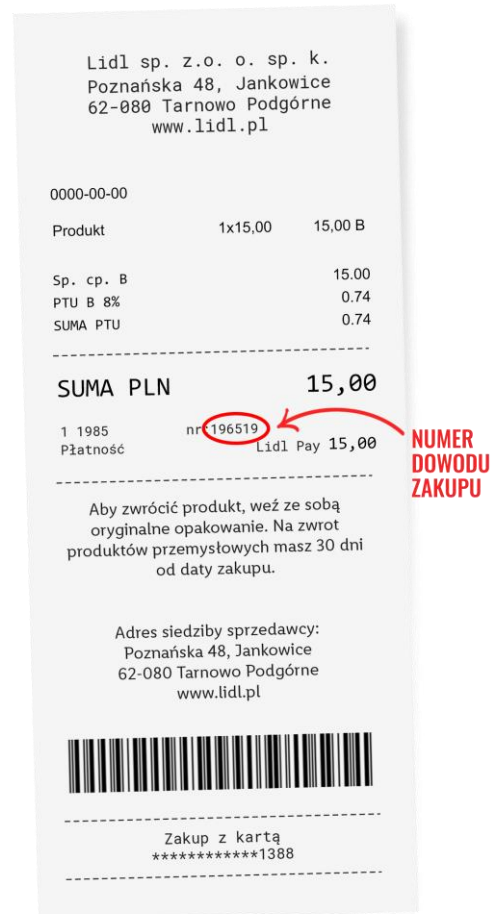 Lidl sp. z.o. o. sp. k.
Poznańska 48, Jankowice
62-080 Tarnowo Podgórne
www.lidl.pl
0000-00-00
Produkt 1x15,00 15,00 B
Sp. cp. B 15.00
PTU B 8% 0.74
SUMA PTU 0.74
SUMA PLN 15,00
1 1985 nr 196519
Płatność Lidl Pay 15,00
NUMER
DOWODU
ZAKUPU
Aby zwrócić produkt, weź ze sobą
oryginalne opakowanie. Na zwrot
produktów przemysłowych masz 30 dni
od daty zakupu.
Adres siedziby sprzedawcy:
Poznańska 48, Jankowice
62-080 Tarnowo Podgórne
www.lidl.pl
Zakup z kartą
************1388